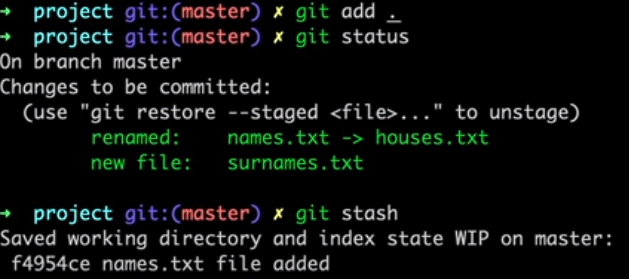 → project git:(master) ✗ git add .
→ project git:(master) ✗ git status
On branch master
Changes to be committed:
  (use "git restore --staged <file>..." to unstage)
        renamed:    names.txt -> houses.txt
        new file:   surnames.txt

→ project git:(master) ✗ git stash
Saved working directory and index state WIP on master:
 f4954ce names.txt file added